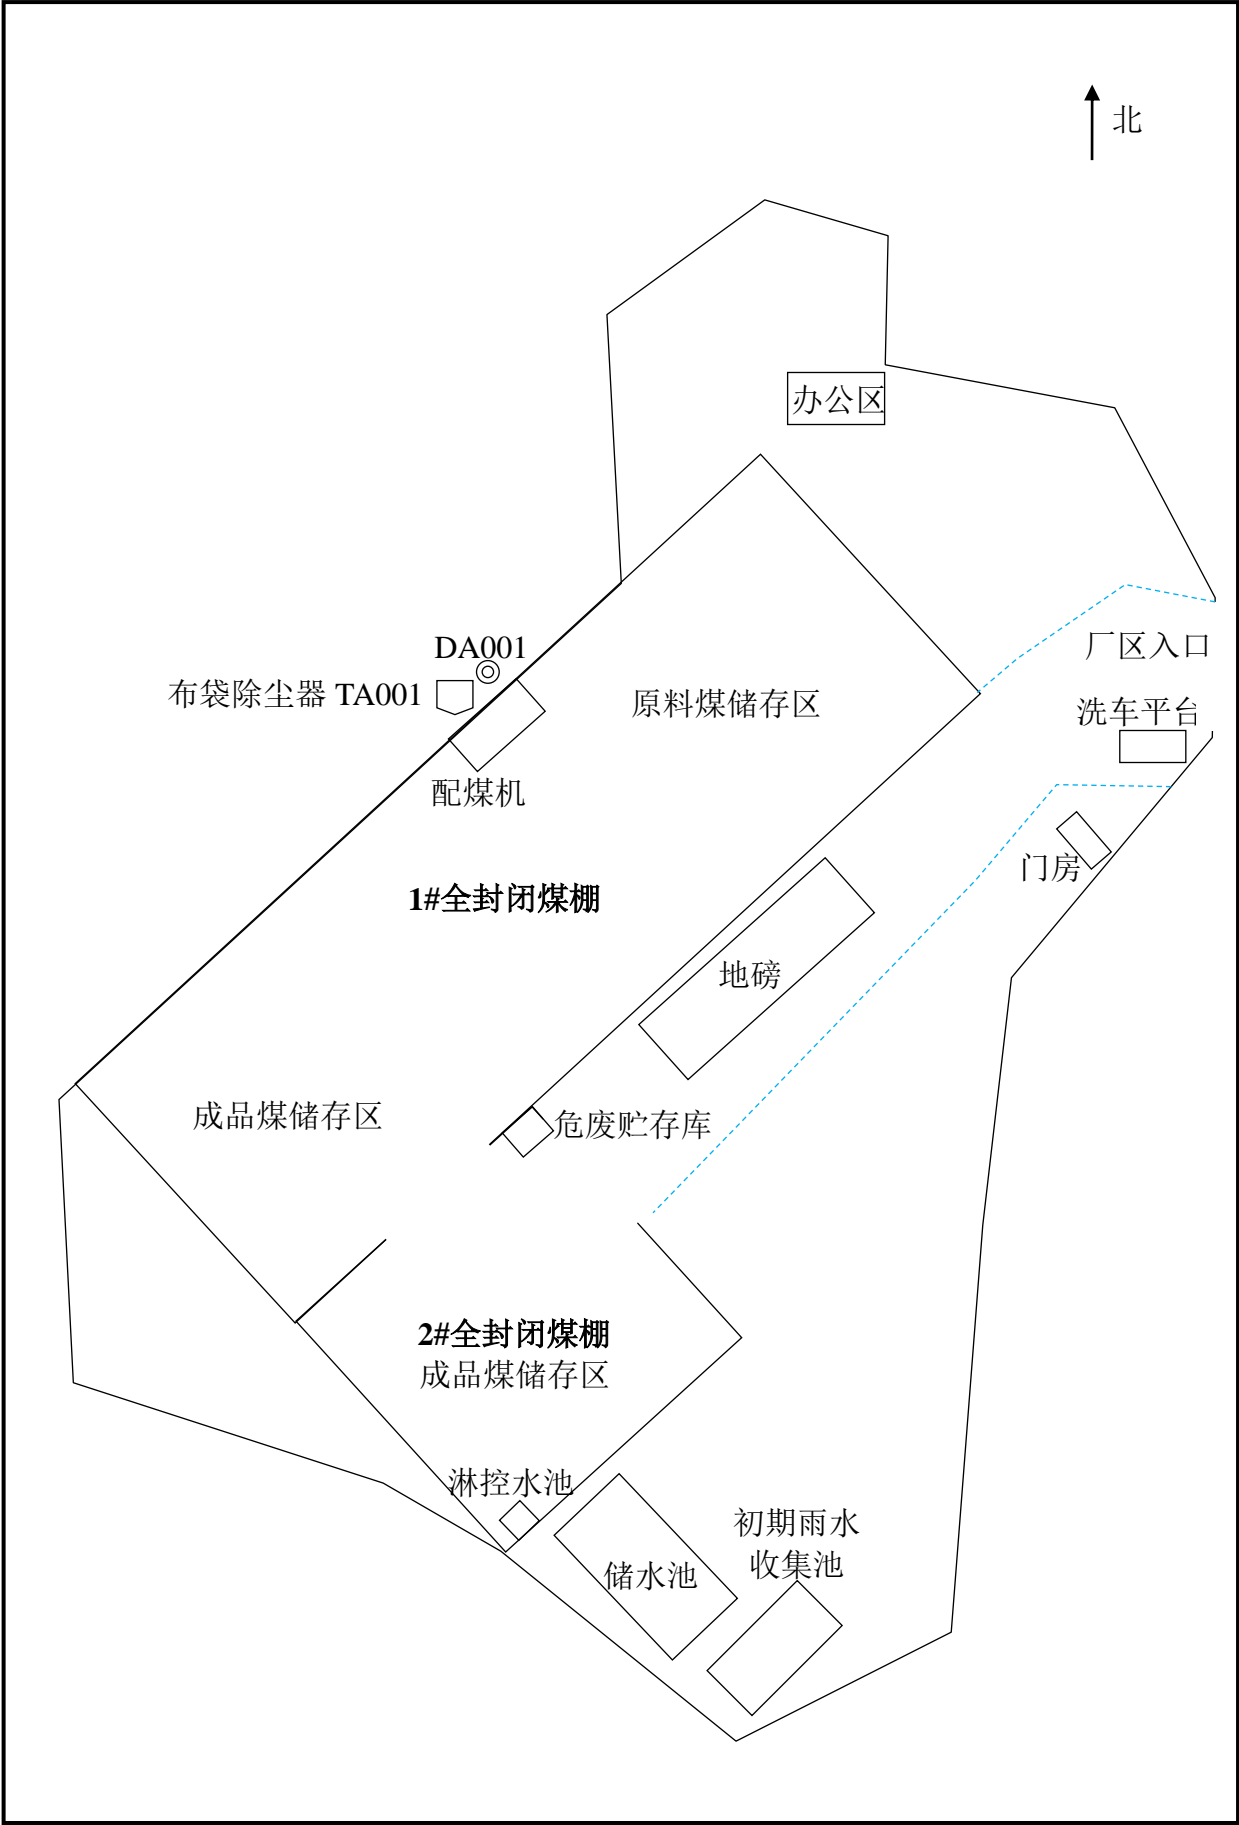 北
办公区
DA001
厂区入口
布袋除尘器 TA001
原料煤储存区
洗车平台
配煤机
门房
1#全封闭煤棚
地磅
成品煤储存区
危废贮存库
2#全封闭煤棚
成品煤储存区
淋控水池
初期雨水
收集池
储水池